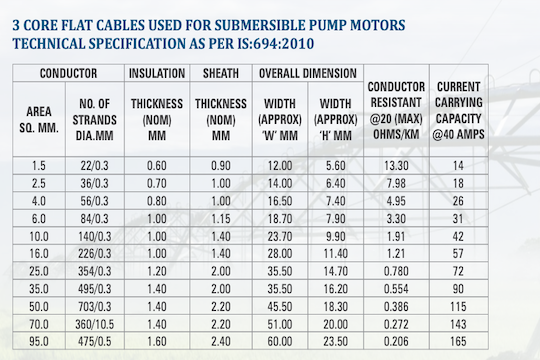 3 CORE FLAT CABLES USED FOR SUBMERSIBLE PUMP MOTORS
TECHNICAL SPECIFICATION AS PER IS:694:2010
CONDUCTOR INSULATION SHEATH OVERALL DIMENSION CONDUCTOR RESISTANT @20 (MAX) OHMS/KM CURRENT CARRYING CAPACITY @40 AMPS
AREA SQ. MM. NO. OF STRANDS DIA.MM THICKNESS (NOM) MM THICKNESS (NOM) MM WIDTH (APPROX) 'W' MM WIDTH (APPROX) 'H' MM
1.5 22/0.3 0.60 0.90 12.00 5.60 13.30 14
2.5 36/0.3 0.70 1.00 14.00 6.40 7.98 18
4.0 56/0.3 0.80 1.00 16.50 7.40 4.95 26
6.0 84/0.3 1.00 1.15 18.70 7.90 3.30 31
10.0 140/0.3 1.00 1.40 23.70 9.90 1.91 42
16.0 226/0.3 1.00 1.40 28.00 11.40 1.21 57
25.0 354/0.3 1.20 2.00 35.50 14.70 0.780 72
35.0 495/0.3 1.40 2.00 35.50 16.20 0.554 90
50.0 703/0.3 1.40 2.20 45.50 18.30 0.386 115
70.0 360/10.5 1.40 2.20 51.00 20.00 0.272 143
95.0 475/0.5 1.60 2.40 60.00 23.50 0.206 165